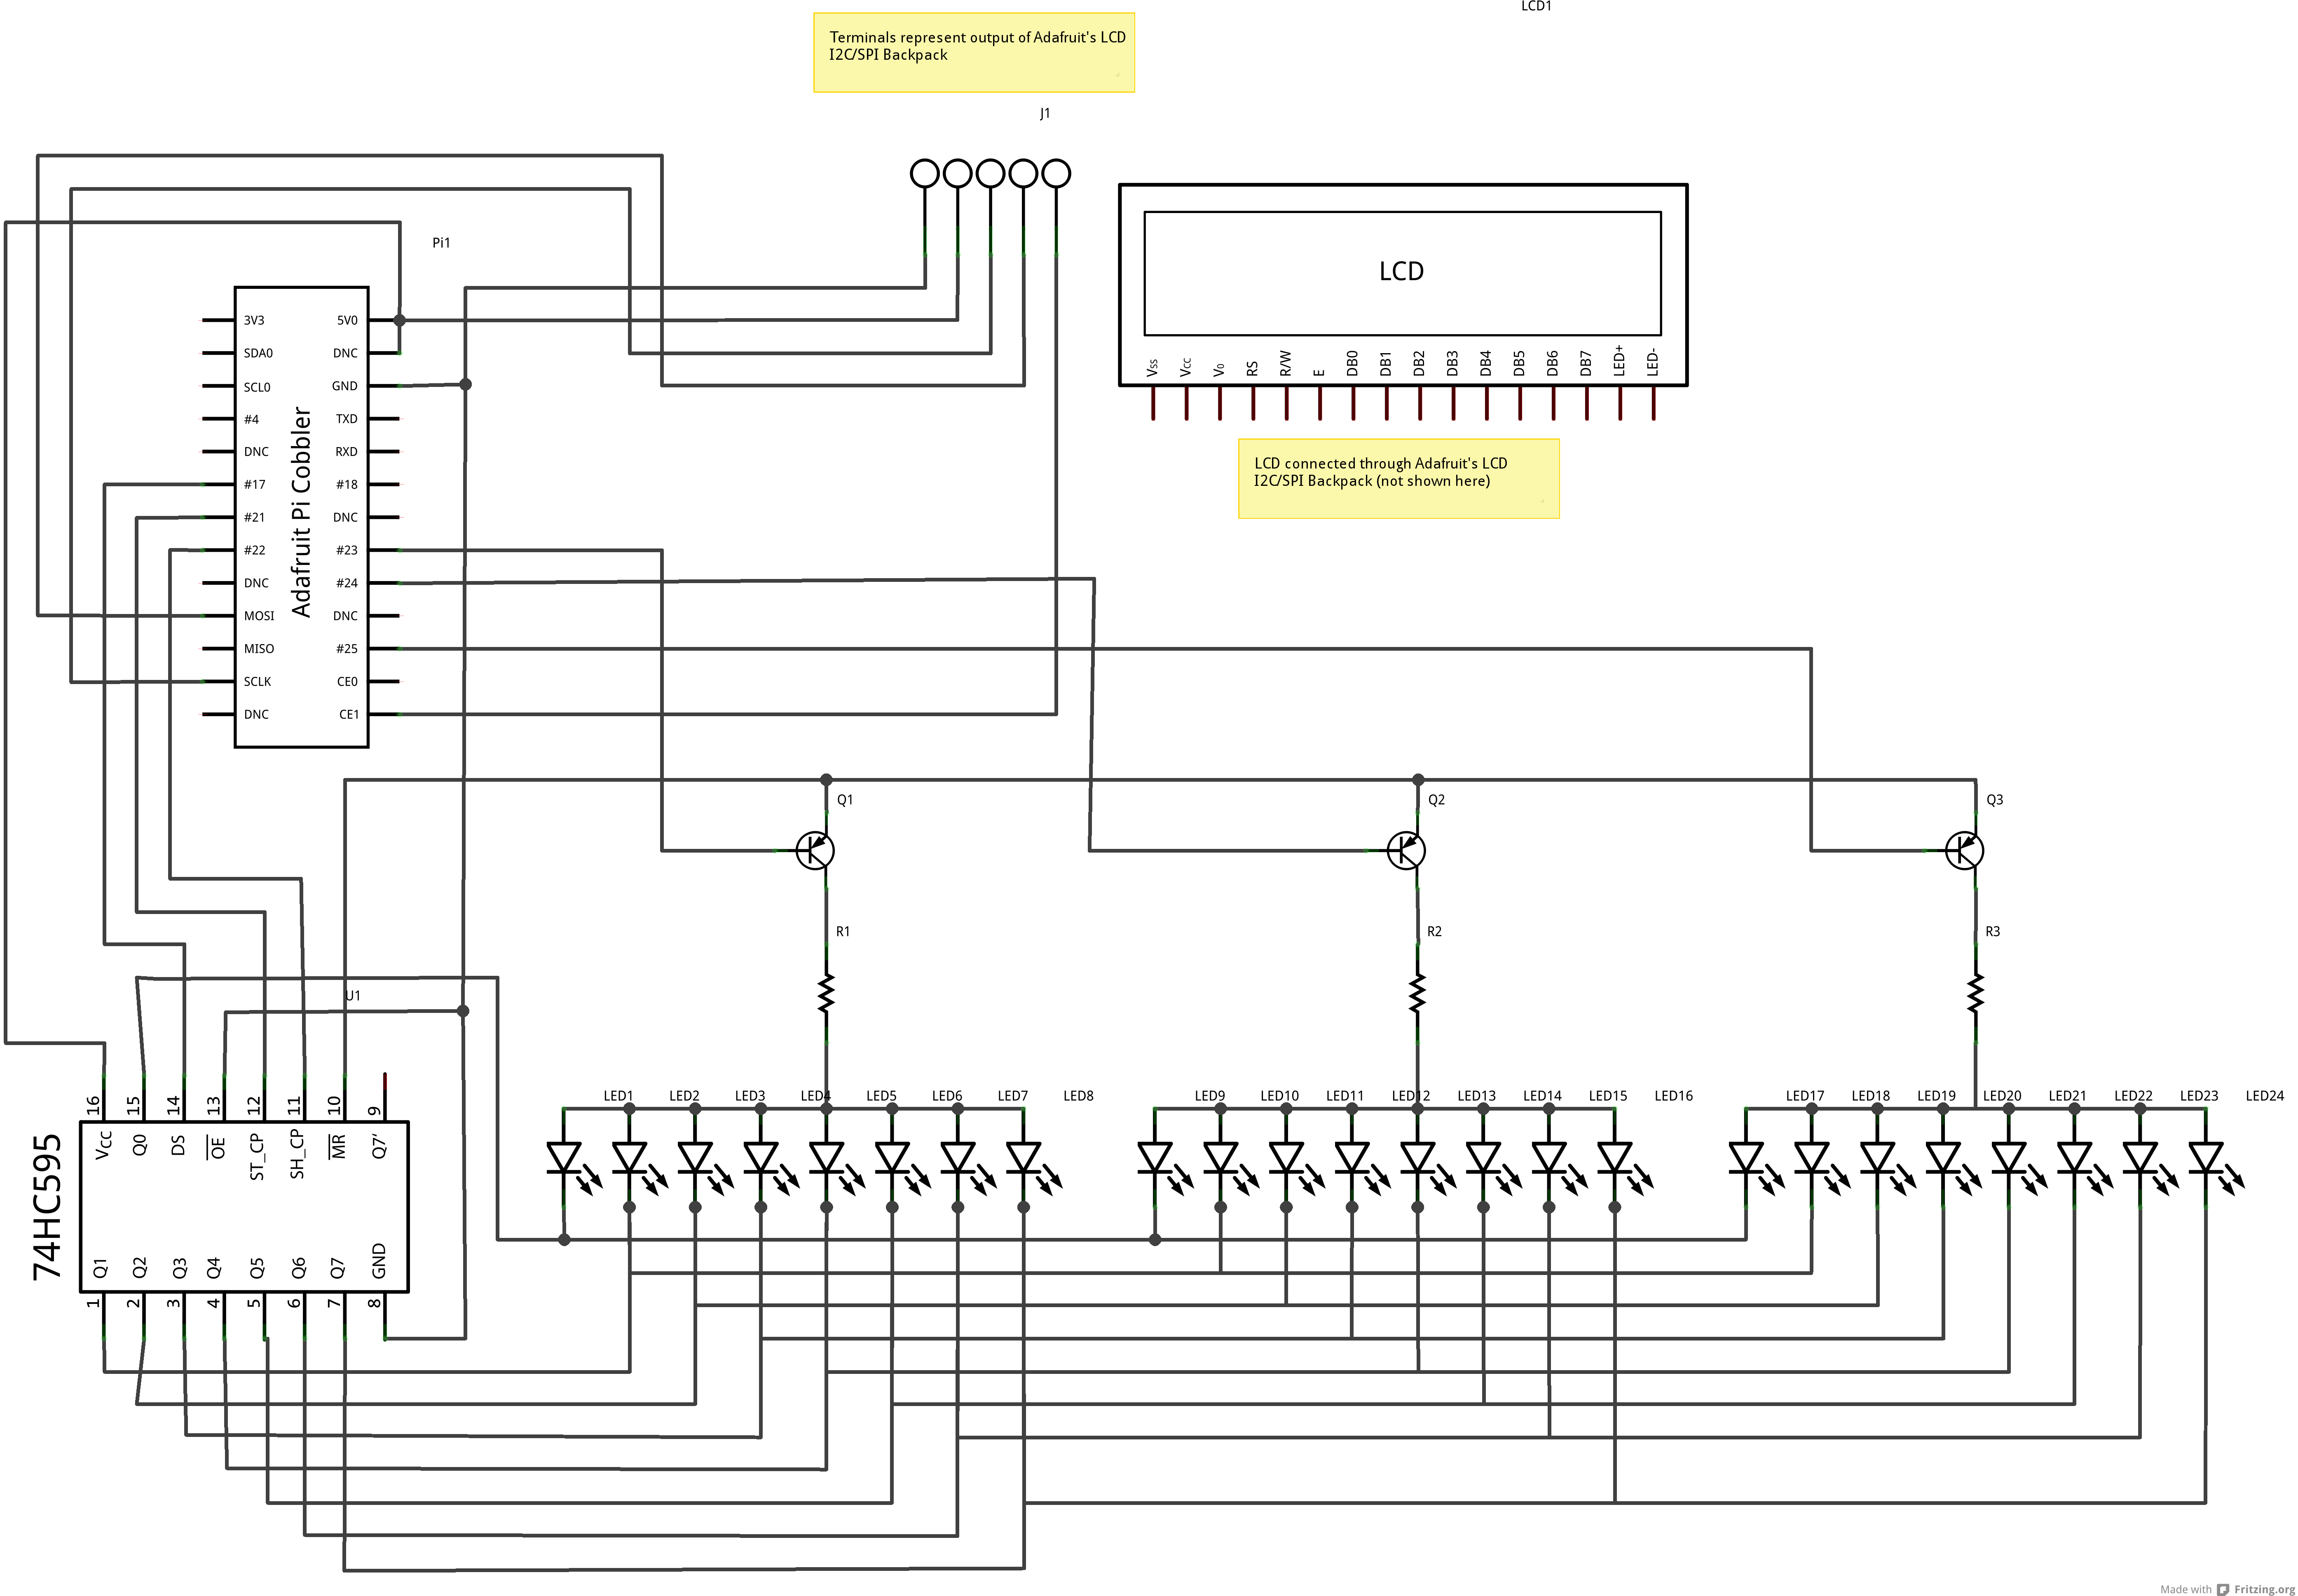 LCD1
Terminals represent output of Adafruit's LCD
I2C/SPI Backpack
J1
Pi1
LCD
Vss
Vcc
V0
RS
R/W
E
DB0
DB1
DB2
DB3
DB4
DB5
DB6
DB7
LED+
LED-
LCD connected through Adafruit's LCD
I2C/SPI Backpack (not shown here)
Adafruit Pi Cobbler
3V3
5V0
SDA0
DNC
SCL0
GND
#4
TXD
DNC
RXD
#17
#18
#21
DNC
#22
#23
DNC
#24
MOSI
DNC
MISO
#25
SCLK
CE0
DNC
CE1
Q1
Q2
Q3
R1
R2
R3
U1
LED1
LED2
LED3
LED4
LED5
LED6
LED7
LED8
LED9
LED10
LED11
LED12
LED13
LED14
LED15
LED16
LED17
LED18
LED19
LED20
LED21
LED22
LED23
LED24
74HC595
16
15
14
13
12
11
10
9
Vcc
Q0
DS
OE
ST_CP
SH_CP
MR
Q7'
Q1
Q2
Q3
Q4
Q5
Q6
Q7
GND
1
2
3
4
5
6
7
8
Made with Fritzing.org